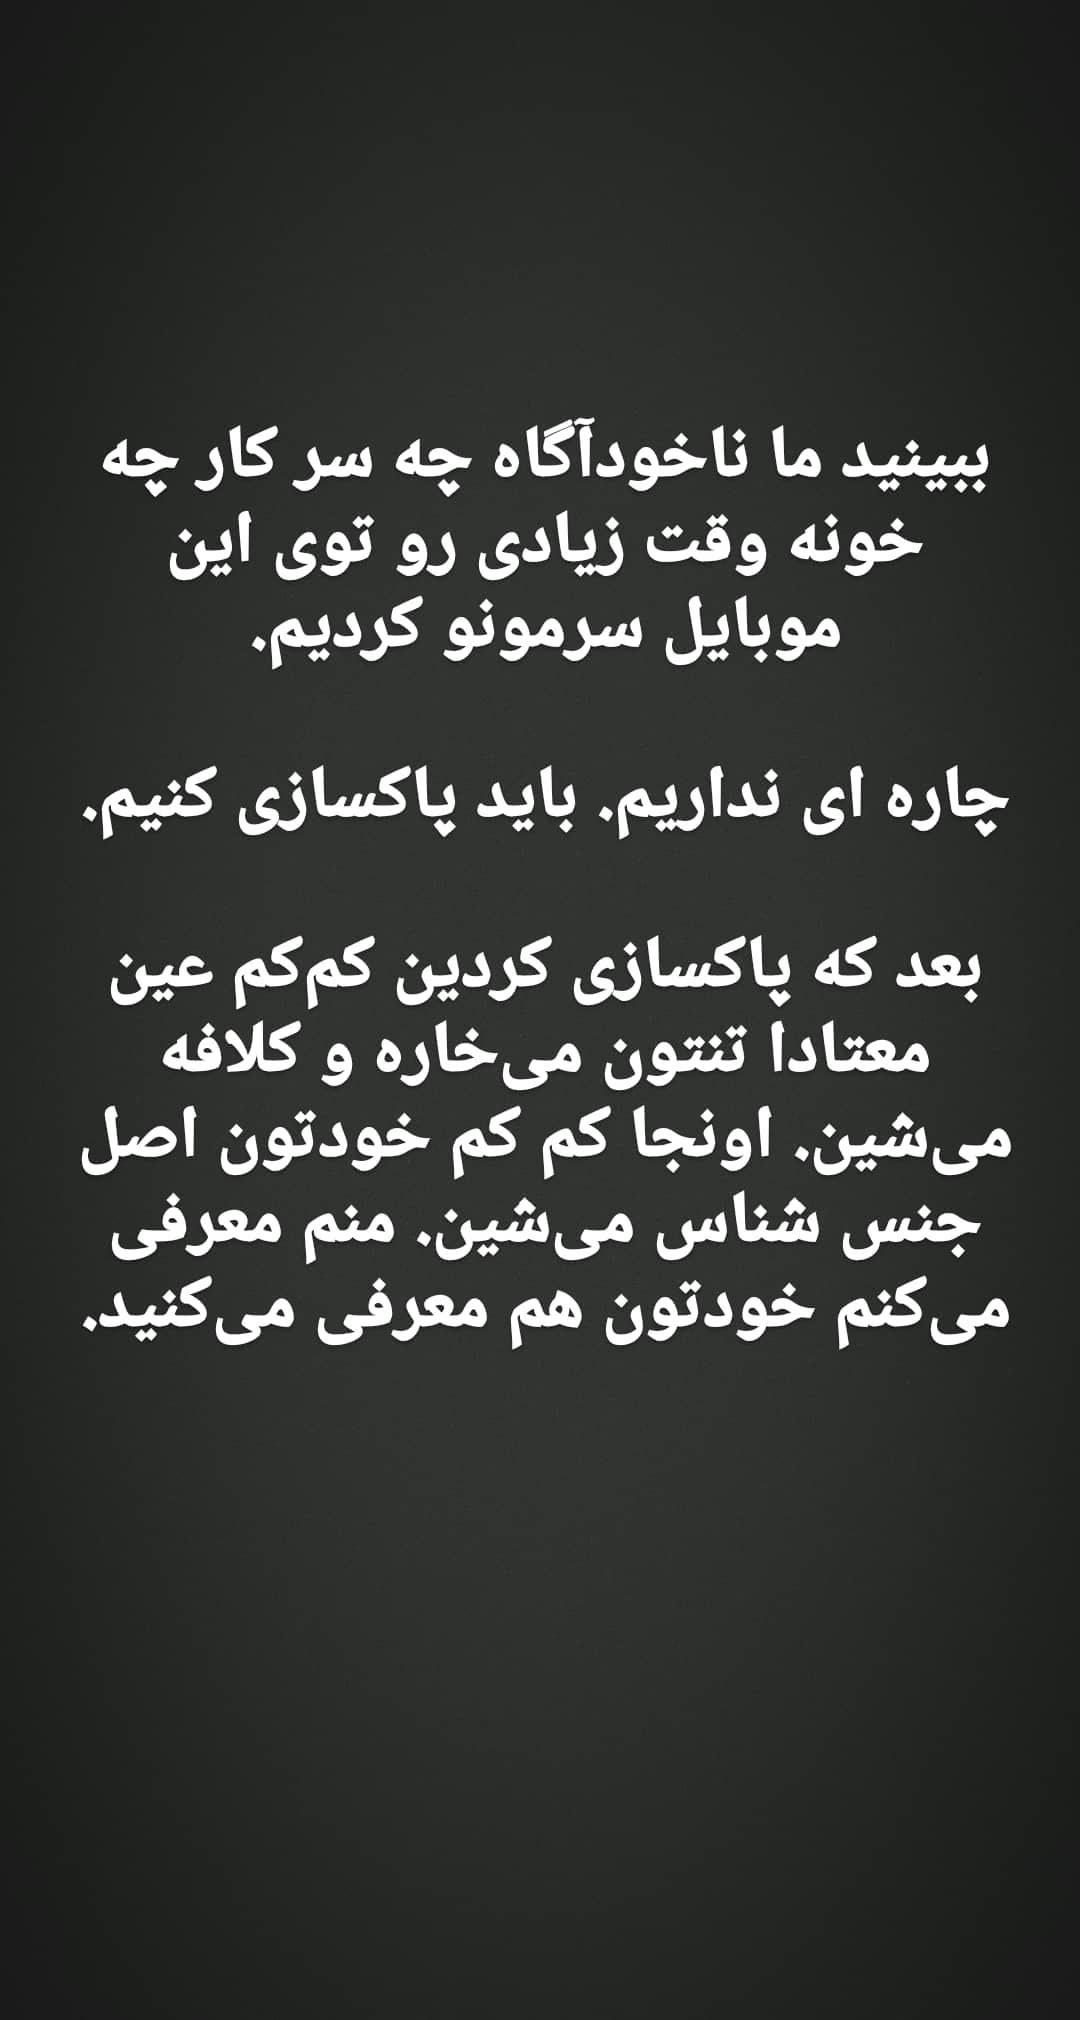 ببینید ما ناخودآگاه چه سر کار چه
خونه وقت زیادی رو توی این
موبایل سرمونو کردیم.
چاره ای نداریم. باید پاکسازی کنیم.
بعد که پاکسازی کردین کم‌کم عین
معتادا تنتون می‌خاره و کلافه
می‌شین. اونجا کم کم خودتون اصل
جنس شناس می‌شین. منم معرفی
می‌کنم خودتون هم معرفی می‌کنید.